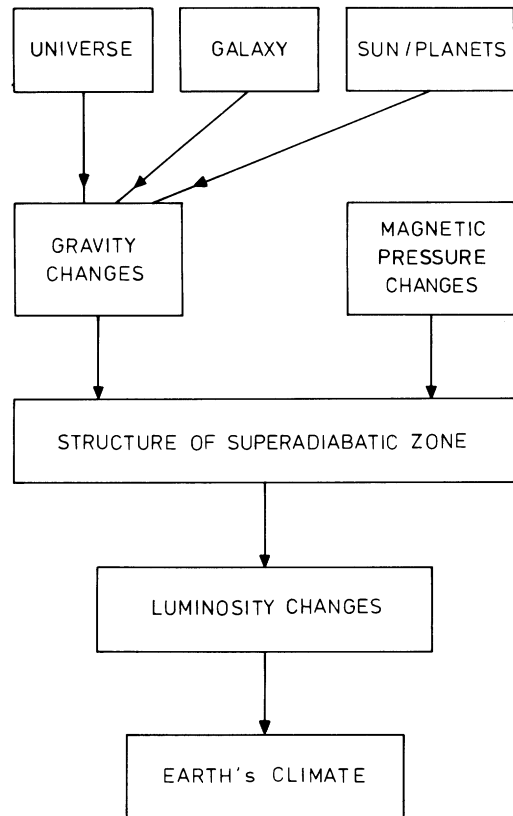 UNIVERSE
GALAXY
SUN/PLANETS
GRAVITY
CHANGES
MAGNETIC
PRESSURE
CHANGES
STRUCTURE OF SUPERADIABATIC ZONE
LUMINOSITY CHANGES
EARTH's CLIMATE